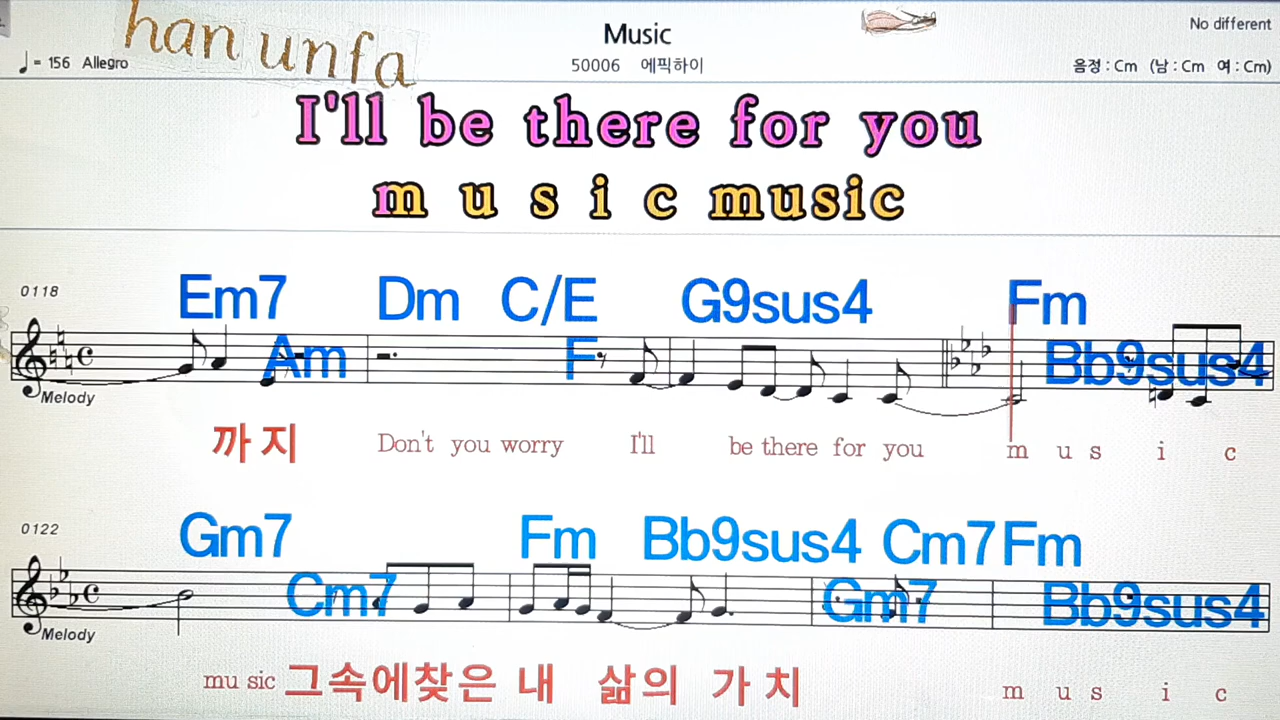 han unfa
Music
No different
♩ = 156 Allegro
50006 에픽하이
음정 : Cm (남 : Cm 여 : Cm)
I'll be there for you
m u s i c music
0118
Em7 Dm C/E G9sus4 Fm
Am F Bb9sus4
Melody
까지 Don't you worry I'll be there for you m u s i c
0122
Gm7 Fm Bb9sus4 Cm7 Fm
Cm7 Gm7 Bb9sus4
Melody
mu sic 그속에찾은 내 삶의 가치 m u s i c